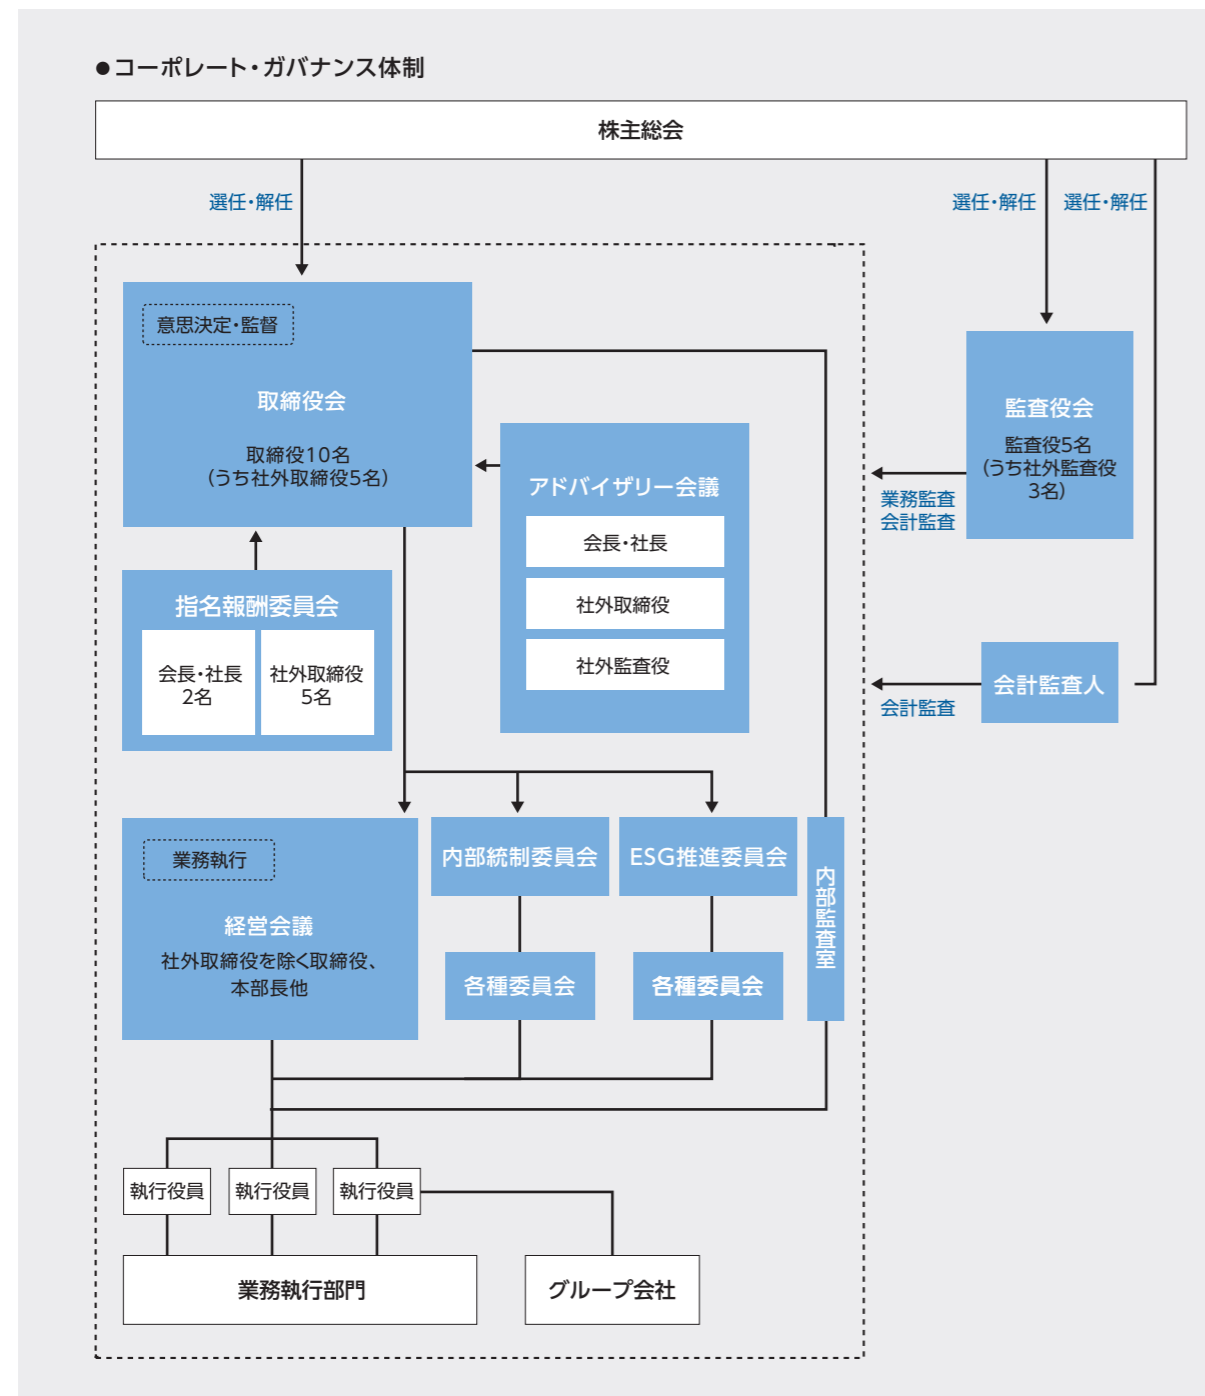 ●コーポレート・ガバナンス体制
株主総会
選任・解任
選任・解任
選任・解任
意思決定・監督
取締役会
取締役10名
（うち社外取締役5名）
監査役会
監査役5名
(うち社外監査役
3名)
業務監査
会計監査
アドバイザリー会議
会長・社長
社外取締役
社外監査役
指名報酬委員会
会長・社長
2名
社外取締役
5名
会計監査人
会計監査
業務執行
経営会議
社外取締役を除く取締役、
本部長他
内部統制委員会
ESG推進委員会
内部監査室
各種委員会
各種委員会
執行役員
執行役員
執行役員
業務執行部門
グループ会社